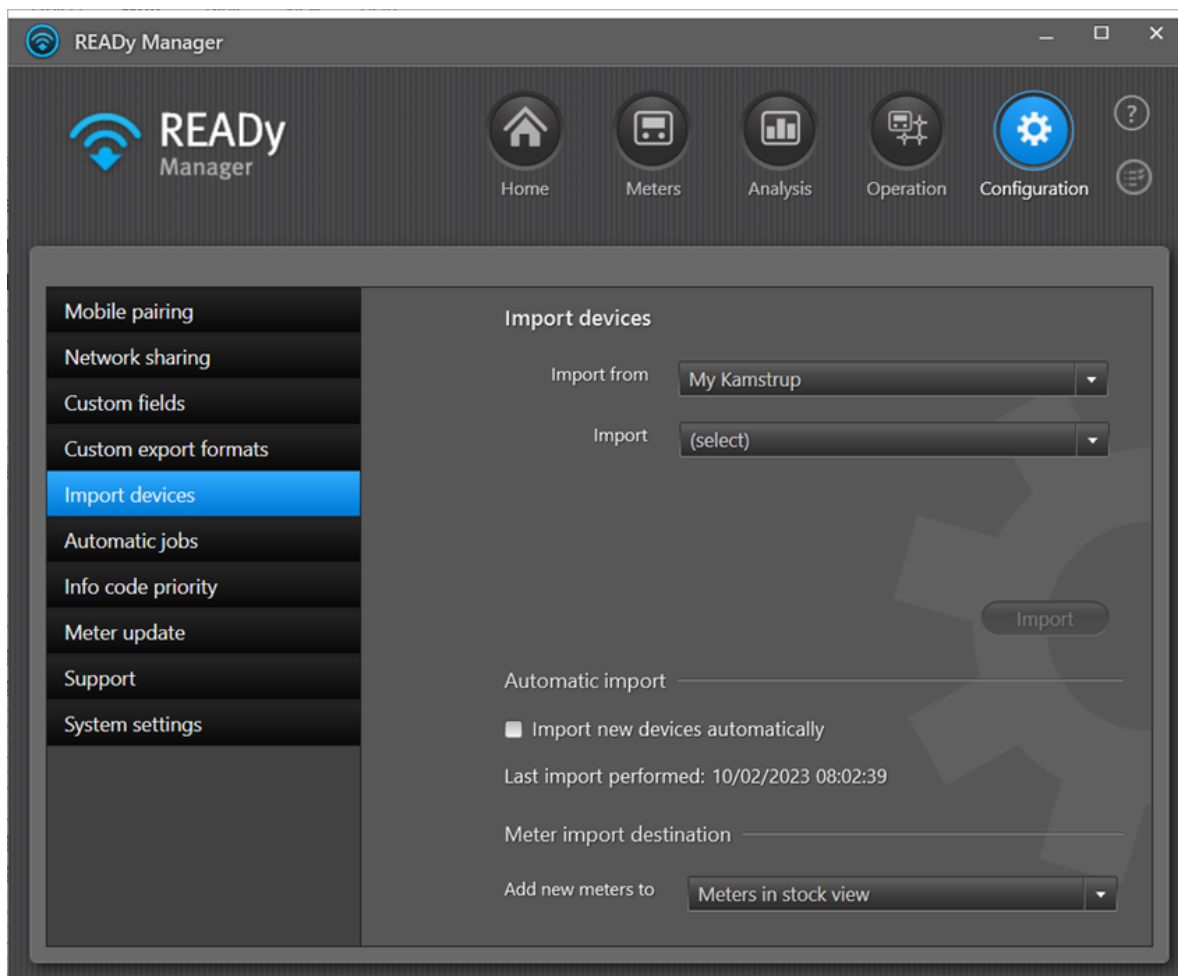 READy Manager
READy
Manager
?
Home
Meters
Analysis
Operation
Configuration
Mobile pairing
Network sharing
Custom fields
Custom export formats
Import devices
Automatic jobs
Info code priority
Meter update
Support
System settings
Import devices
Import from My Kamstrup
Import (select)
Import
Automatic import
Import new devices automatically
Last import performed: 10/02/2023 08:02:39
Meter import destination
Add new meters to Meters in stock view